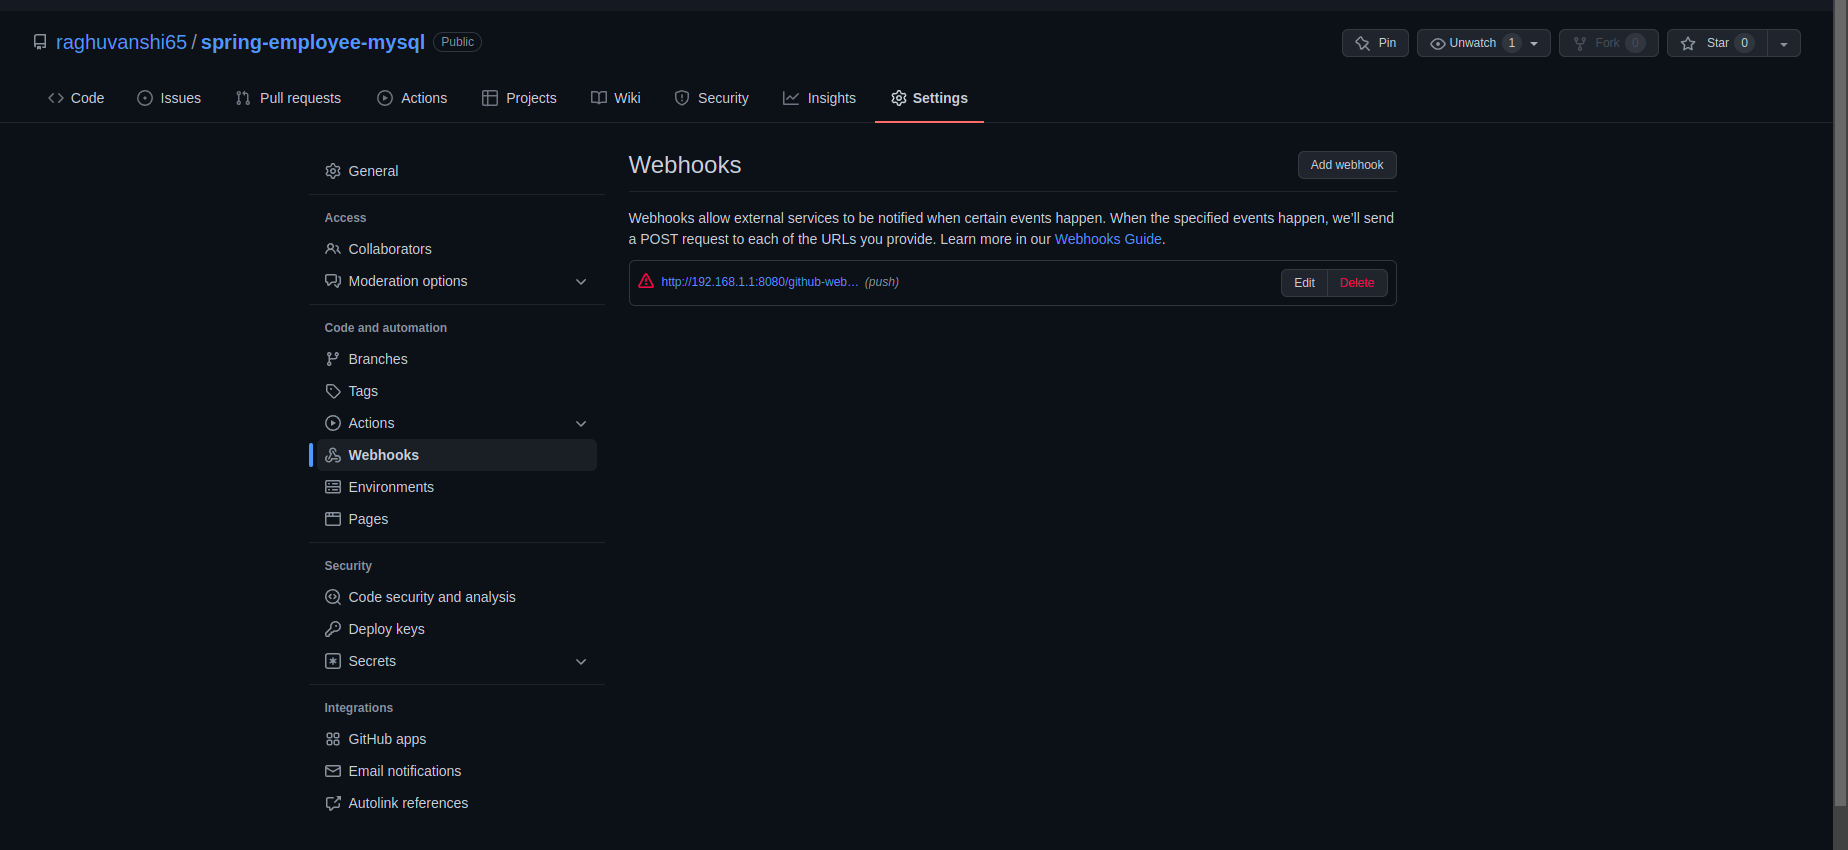 raghuvanshi65 / spring-employee-mysql Public
Pin Unwatch 1 Fork 0 Star 0
Code Issues Pull requests Actions Projects Wiki Security Insights Settings
General
Access
Collaborators
Moderation options
Code and automation
Branches
Tags
Actions
Webhooks
Environments
Pages
Security
Code security and analysis
Deploy keys
Secrets
Integrations
GitHub apps
Email notifications
Autolink references
Webhooks
Add webhook
Webhooks allow external services to be notified when certain events happen. When the specified events happen, we'll send
a POST request to each of the URLs you provide. Learn more in our Webhooks Guide.
http://192.168.1.1:8080/github-web… (push)
Edit Delete